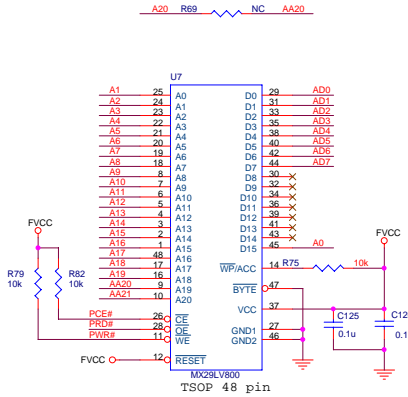 A20 R69 NC AA20
U7
A1 25 A0 D0 29 AD0
A2 24 A1 D1 31 AD1
A3 23 A2 D2 33 AD2
A4 22 A3 D3 35 AD3
A5 21 A4 D4 38 AD4
A6 20 A5 D5 40 AD5
A7 19 A6 D6 42 AD6
A8 18 A7 D7 44 AD7
A9 8 A8 D8 30
A10 7 A9 D9 32
A11 6 A10 D10 34
A12 5 A11 D11 36
A13 4 A12 D12 39
A14 3 A13 D13 41
A15 2 A14 D14 43
A16 1 A15 D15 45 A0
A17 48 A16
A18 17 A17 WP/ACC 14 R75 10k
A19 16 A18
AA20 9 A19 BYTE 47
AA21 10 A20
FVCC
FVCC
R79 10k
R82 10k
VCC 37
PCE# 26 CE
PRD# 28 OE GND1 27
PWR# 11 WE GND2 46
C125 0.1u
C12 0.1
FVCC 12 RESET
MX29LV800
TSOP 48 pin